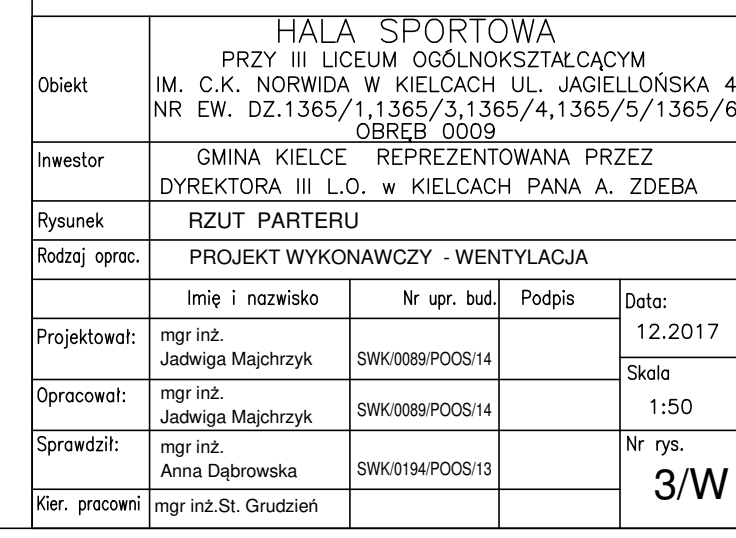 Obiekt
HALA SPORTOWA
PRZY III LICEUM OGÓLNOKSZTAŁCĄCYM
IM. C.K. NORWIDA W KIELCACH UL. JAGIELLOŃSKA 4
NR EW. DZ.1365/1,1365/3,1365/4,1365/5/1365/6
OBRĘB 0009
Inwestor
GMINA KIELCE REPREZENTOWANA PRZEZ
DYREKTORA III L.O. w KIELCACH PANA A. ZDEBA
Rysunek RZUT PARTERU
Rodzaj oprac. PROJEKT WYKONAWCZY - WENTYLACJA
Imię i nazwisko Nr upr. bud. Podpis Data:
12.2017
Projektował: mgr inż.
Jadwiga Majchrzyk SWK/0089/POOS/14
Skala
1:50
Opracował: mgr inż.
Jadwiga Majchrzyk SWK/0089/POOS/14
Sprawdził: mgr inż.
Anna Dąbrowska SWK/0194/POOS/13
Nr rys.
3/W
Kier. pracowni mgr inż.St. Grudzień